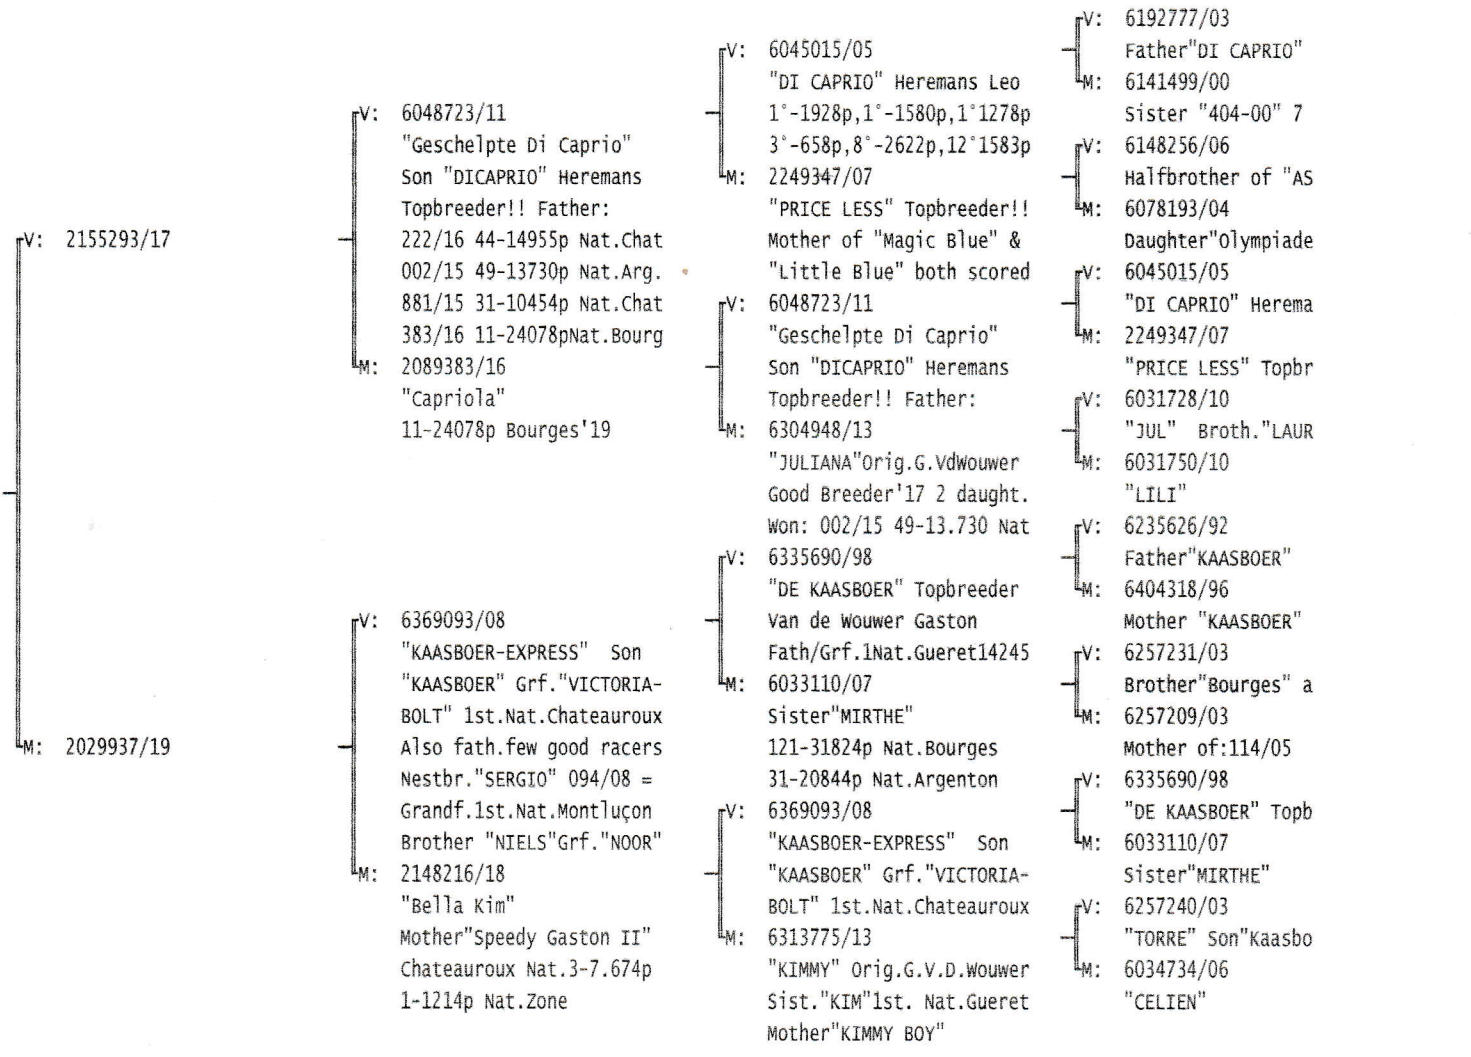 V: 2155293/17
M: 2029937/19
V: 6048723/11
"Geschelpte Di Caprio"
Son "DICAPRIO" Heremans
Topbreeder!! Father:
222/16 44-14955p Nat.Chat
002/15 49-13730p Nat.Arg.
881/15 31-10454p Nat.Chat
383/16 11-24078pNat.Bourg
M: 2089383/16
"Capriola"
11-24078p Bourges'19
V: 6369093/08
"KAASBOER-EXPRESS" Son
"KAASBOER" Grf."VICTORIA-
BOLT" 1st.Nat.Chateauroux
Also fath.few good racers
Nestbr."SERGIO" 094/08 =
Grandf.1st.Nat.Montluçon
Brother "NIELS"Grf."NOOR"
M: 2148216/18
"Bella Kim"
Mother"Speedy Gaston II"
Chateauroux Nat.3-7.674p
1-1214p Nat.Zone
V: 6045015/05
"DI CAPRIO" Heremans Leo
1°-1928p,1°-1580p,1°1278p
3°-658p,8°-2622p,12°1583p
M: 2249347/07
"PRICE LESS" Topbreeder!!
Mother of "Magic Blue" &
"Little Blue" both scored
V: 6048723/11
"Geschelpte Di Caprio"
Son "DICAPRIO" Heremans
Topbreeder!! Father:
M: 6304948/13
"JULIANA"Orig.G.VdWouwer
Good Breeder'17 2 daught.
Won: 002/15 49-13.730 Nat
V: 6335690/98
"DE KAASBOER" Topbreeder
Van de Wouwer Gaston
Fath/Grf.1Nat.Gueret14245
M: 6033110/07
Sister"MIRTHE"
121-31824p Nat.Bourges
31-20844p Nat.Argenton
V: 6369093/08
"KAASBOER-EXPRESS" Son
"KAASBOER" Grf."VICTORIA-
BOLT" 1st.Nat.Chateauroux
M: 6313775/13
"KIMMY" Orig.G.V.D.Wouwer
Sist."KIM"1st. Nat.Gueret
Mother"KIMMY BOY"
V: 6192777/03
Father"DI CAPRIO"
M: 6141499/00
Sister "404-00" 7
V: 6148256/06
Halfbrother of "AS
M: 6078193/04
Daughter"Olympiade
V: 6045015/05
"DI CAPRIO" Herema
M: 2249347/07
"PRICE LESS" Topbr
V: 6031728/10
"JUL" Broth."LAUR
M: 6031750/10
"LILI"
V: 6235626/92
Father"KAASBOER"
M: 6404318/96
Mother "KAASBOER"
V: 6257231/03
Brother"Bourges" a
M: 6257209/03
Mother of:114/05
V: 6335690/98
"DE KAASBOER" Topb
M: 6033110/07
Sister"MIRTHE"
V: 6257240/03
"TORRE" Son"Kaasbo
M: 6034734/06
"CELIEN"